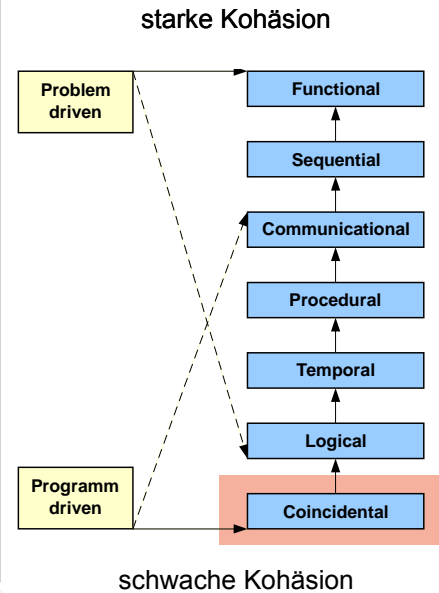 starke Kohäsion
Problem
driven
Functional
Sequential
Communicational
Procedural
Temporal
Logical
Programm
driven
Coincidental
schwache Kohäsion